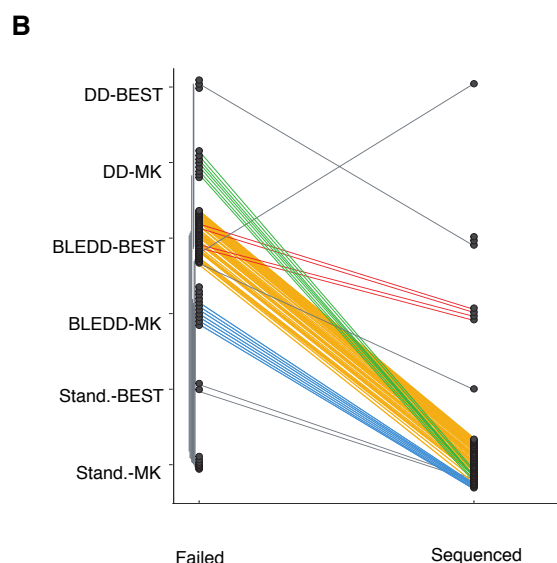 B
DD-BEST
DD-MK
BLEDD-BEST
BLEDD-MK
Stand.-BEST
Stand.-MK
Failed
Sequenced